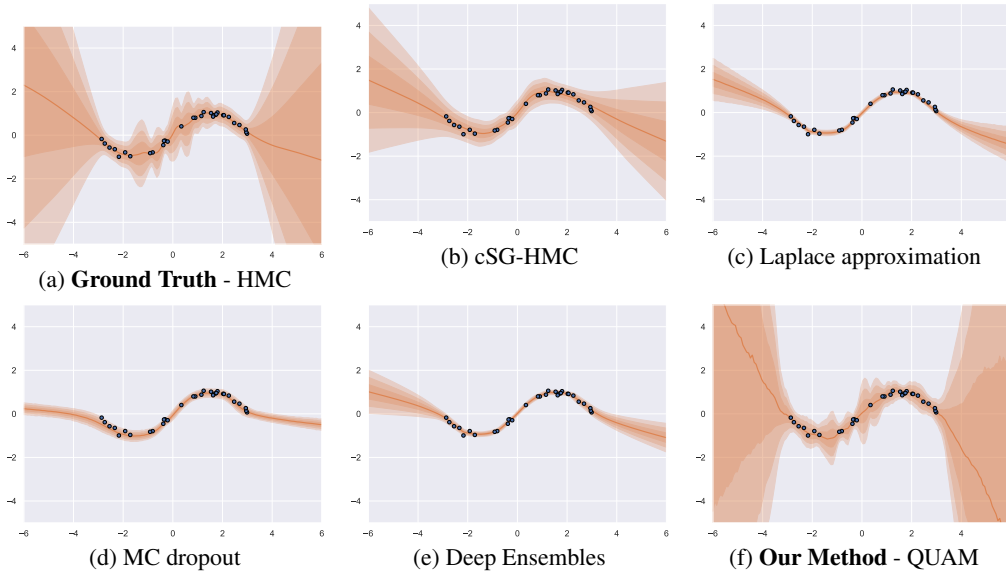 4
2
0
−2
−4
−6 −4 −2 0 2 4 6
(a) Ground Truth - HMC
4
2
0
−2
−4
−6 −4 −2 0 2 4 6
(b) cSG-HMC
4
2
0
−2
−4
−6 −4 −2 0 2 4 6
(c) Laplace approximation
4
2
0
−2
−4
−6 −4 −2 0 2 4 6
(d) MC dropout
4
2
0
−2
−4
−6 −4 −2 0 2 4 6
(e) Deep Ensembles
4
2
0
−2
−4
−6 −4 −2 0 2 4
(f) Our Method - QUAM